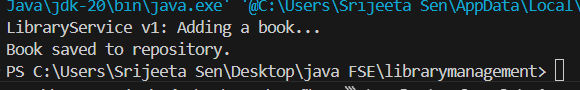 Java\jdk-20\bin\java.exe' '@C:\Users\Srijeeta Sen\AppData\Local\
LibraryService v1: Adding a book...
Book saved to repository.
PS C:\Users\Srijeeta Sen\Desktop\java FSE\librarymanagement>